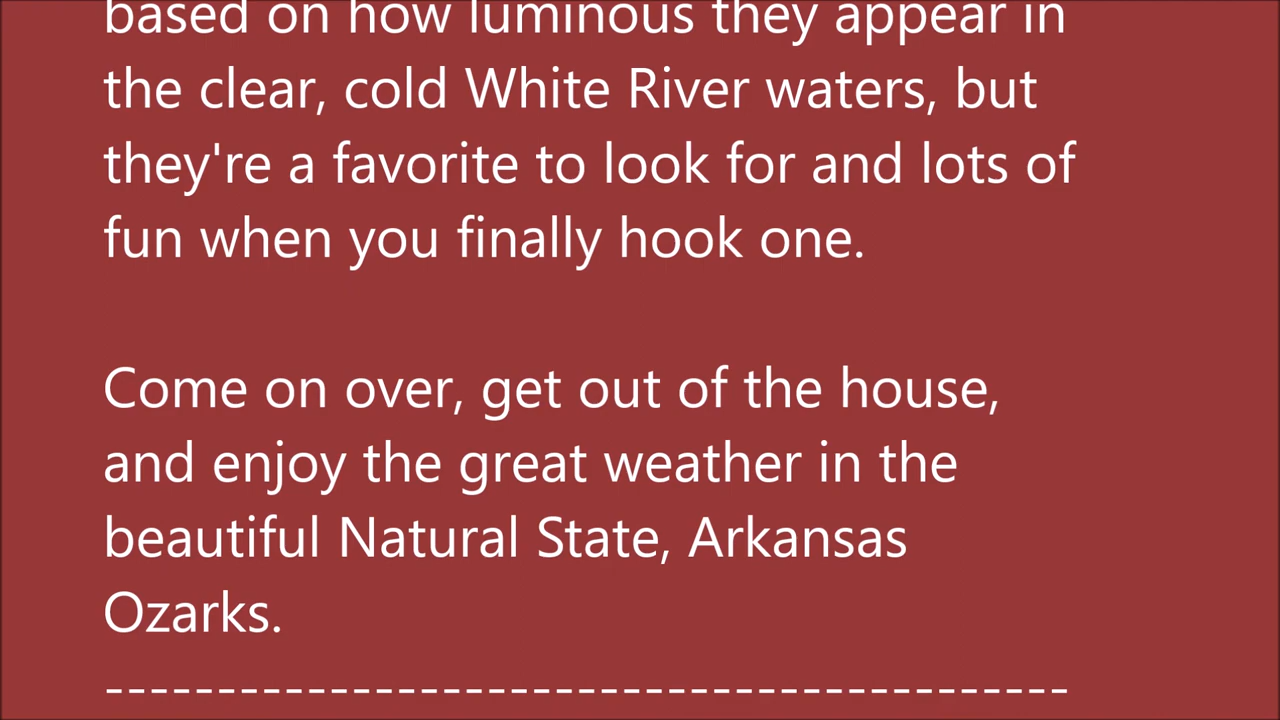 based on how luminous they appear in
the clear, cold White River waters, but
they're a favorite to look for and lots of
fun when you finally hook one.
Come on over, get out of the house,
and enjoy the great weather in the
beautiful Natural State, Arkansas
Ozarks.
-------------------------------------------